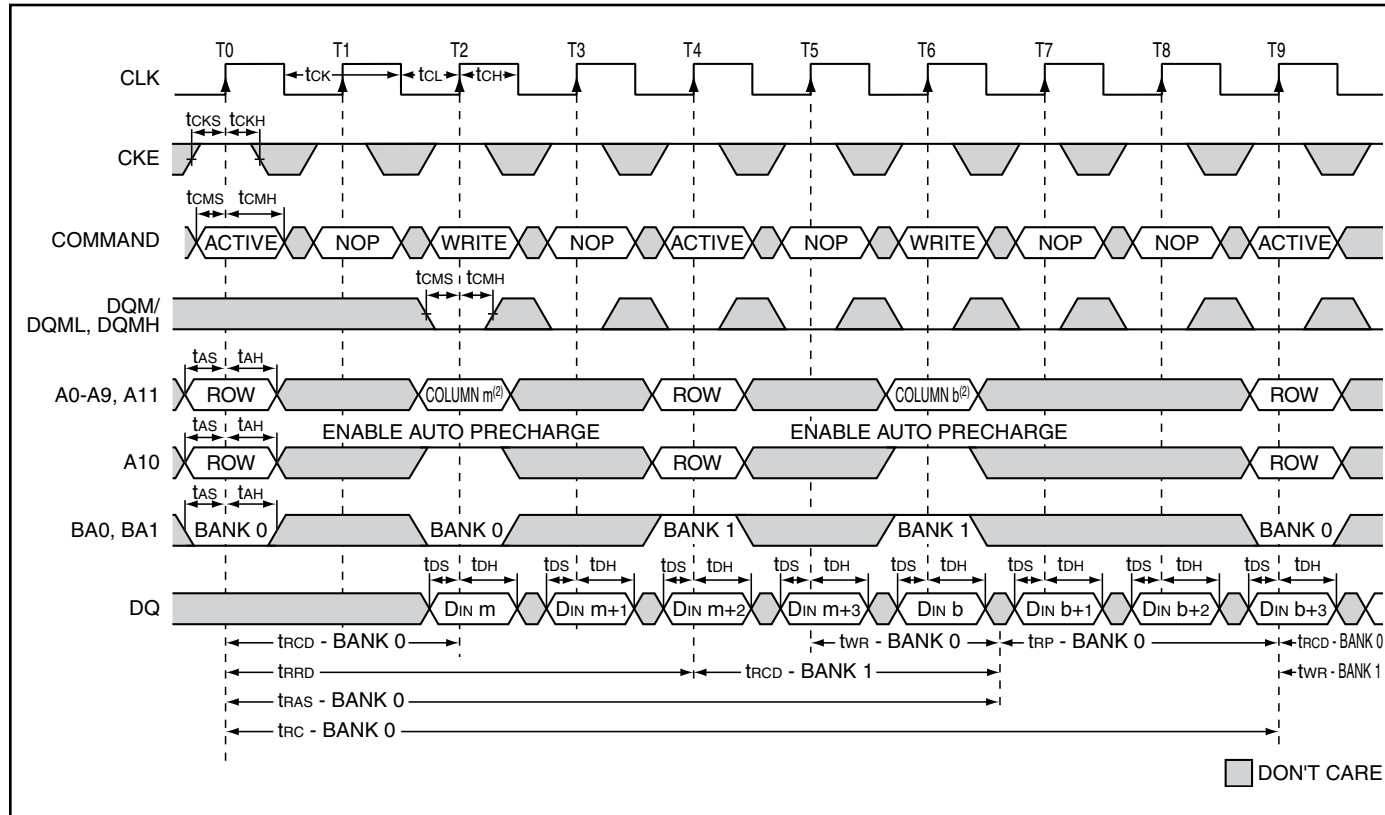 T0 T1 T2 T3 T4 T5 T6 T7 T8 T9
CLK tCK tCL tCH
tCKS tCKH
CKE
tCMS tCMH
COMMAND ACTIVE NOP WRITE NOP ACTIVE NOP WRITE NOP NOP ACTIVE
tCMS tCMH
DQM/
DQML, DQMH
tAS tAH
A0-A9, A11 ROW COLUMN m(2) ROW COLUMN b(2) ROW
tAS tAH ENABLE AUTO PRECHARGE ENABLE AUTO PRECHARGE
A10 ROW ROW ROW
tAS tAH
BA0, BA1 BANK 0 BANK 0 BANK 1 BANK 1 BANK 0
tDS tDH tDS tDH tDS tDH tDS tDH tDS tDH tDS tDH tDS tDH tDS tDH
DQ DIN m DIN m+1 DIN m+2 DIN m+3 DIN b DIN b+1 DIN b+2 DIN b+3
tRCD - BANK 0 tWR - BANK 0 tRP - BANK 0 tRCD - BANK 0
tRRD tRCD - BANK 1 tWR - BANK 1
tRAS - BANK 0
tRC - BANK 0
DON'T CARE